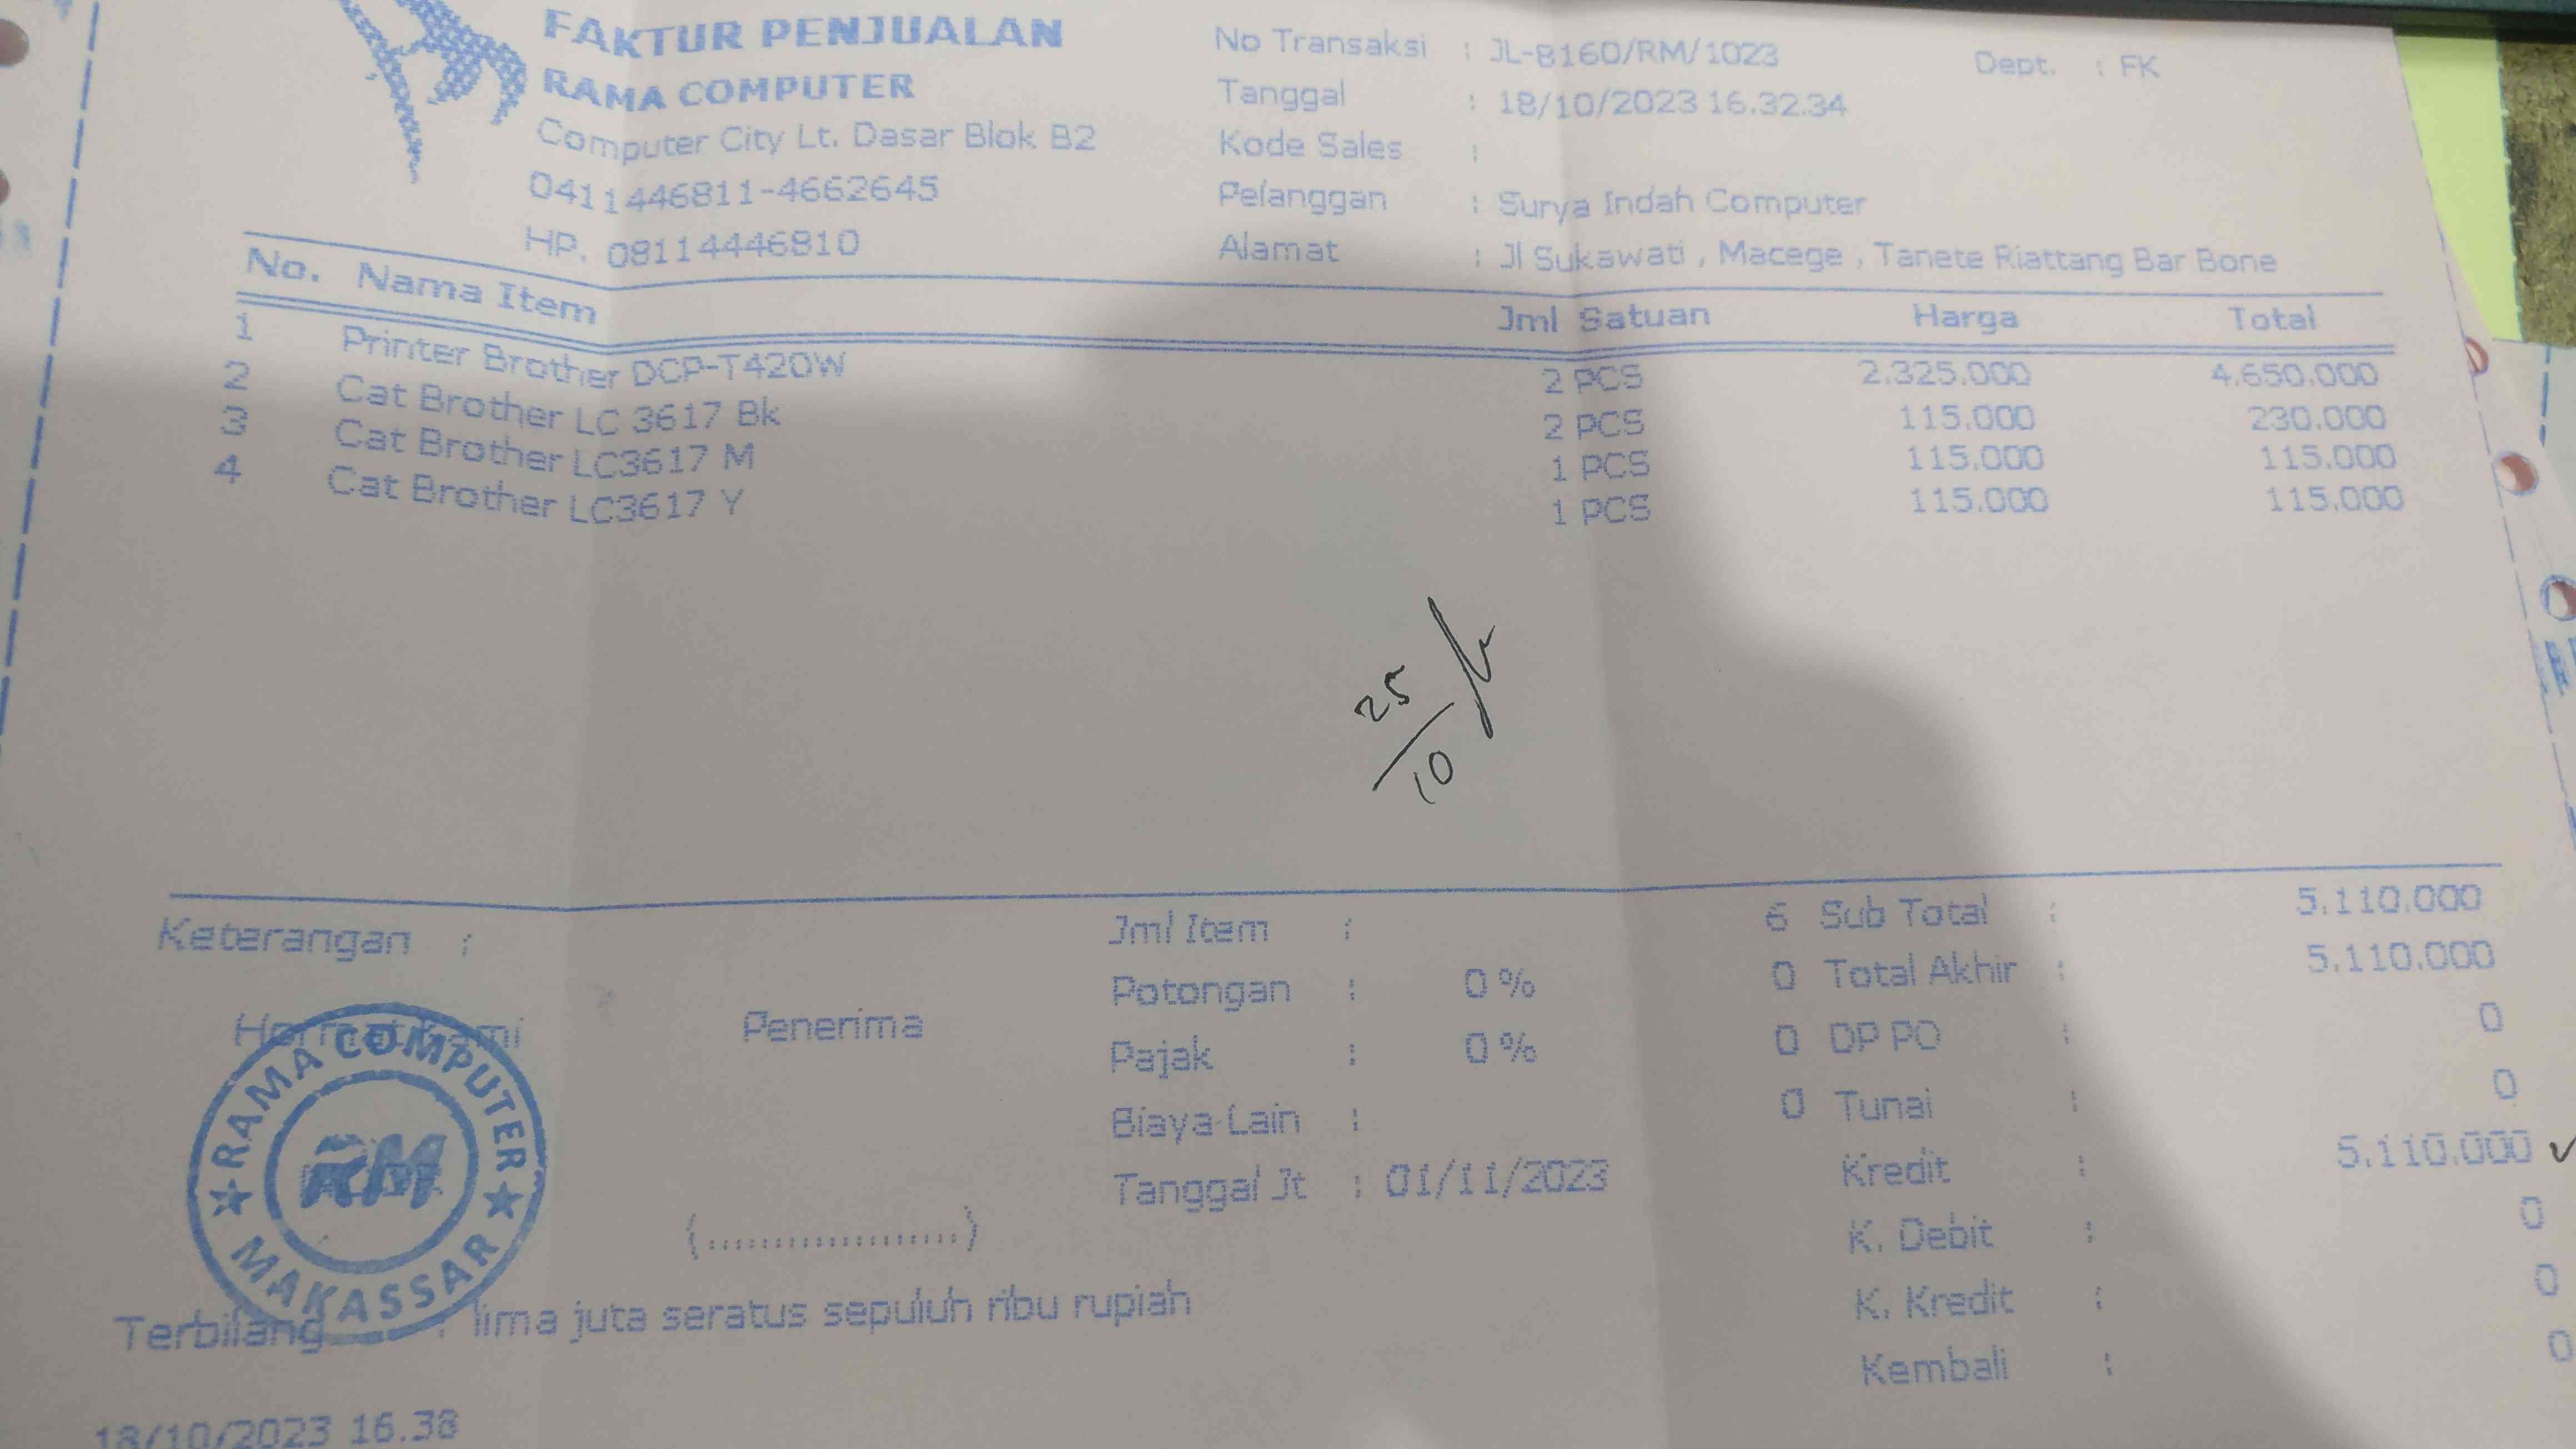 FAKTUR PENJUALAN
RAMA COMPUTER
Computer City Lt. Dasar Blok B2
0411446811-4662645
HP. 08114446810
No Transaksi : JL-8160/RM/1023 Dept. : FK
Tanggal : 18/10/2023 16.32.34
Kode Sales :
Pelanggan : Surya Indah Computer
Alamat : Jl Sukawati , Macege , Tanete Riattang Bar Bone
No. Nama Item Jml Satuan Harga Total
1 Printer Brother DCP-T420W 2 PCS 2.325.000 4.650.000
2 Cat Brother LC 3617 Bk 2 PCS 115.000 230.000
3 Cat Brother LC3617 M 1 PCS 115.000 115.000
4 Cat Brother LC3617 Y 1 PCS 115.000 115.000
25/10
Keterangan :
Hormat Kami
Penerima
(...................)
RAMA COMPUTER
RM
MAKASSAR
Jml Item : 6 Sub Total : 5.110.000
Potongan : 0 % 0 Total Akhir : 5.110.000
Pajak : 0 % 0 DP PO : 0
Biaya Lain : 0 Tunai : 0
Tanggal Jt : 01/11/2023 Kredit : 5.110.000
K. Debit : 0
K. Kredit : 0
Kembali : 0
Terbilang : lima juta seratus sepuluh ribu rupiah
18/10/2023 16.38